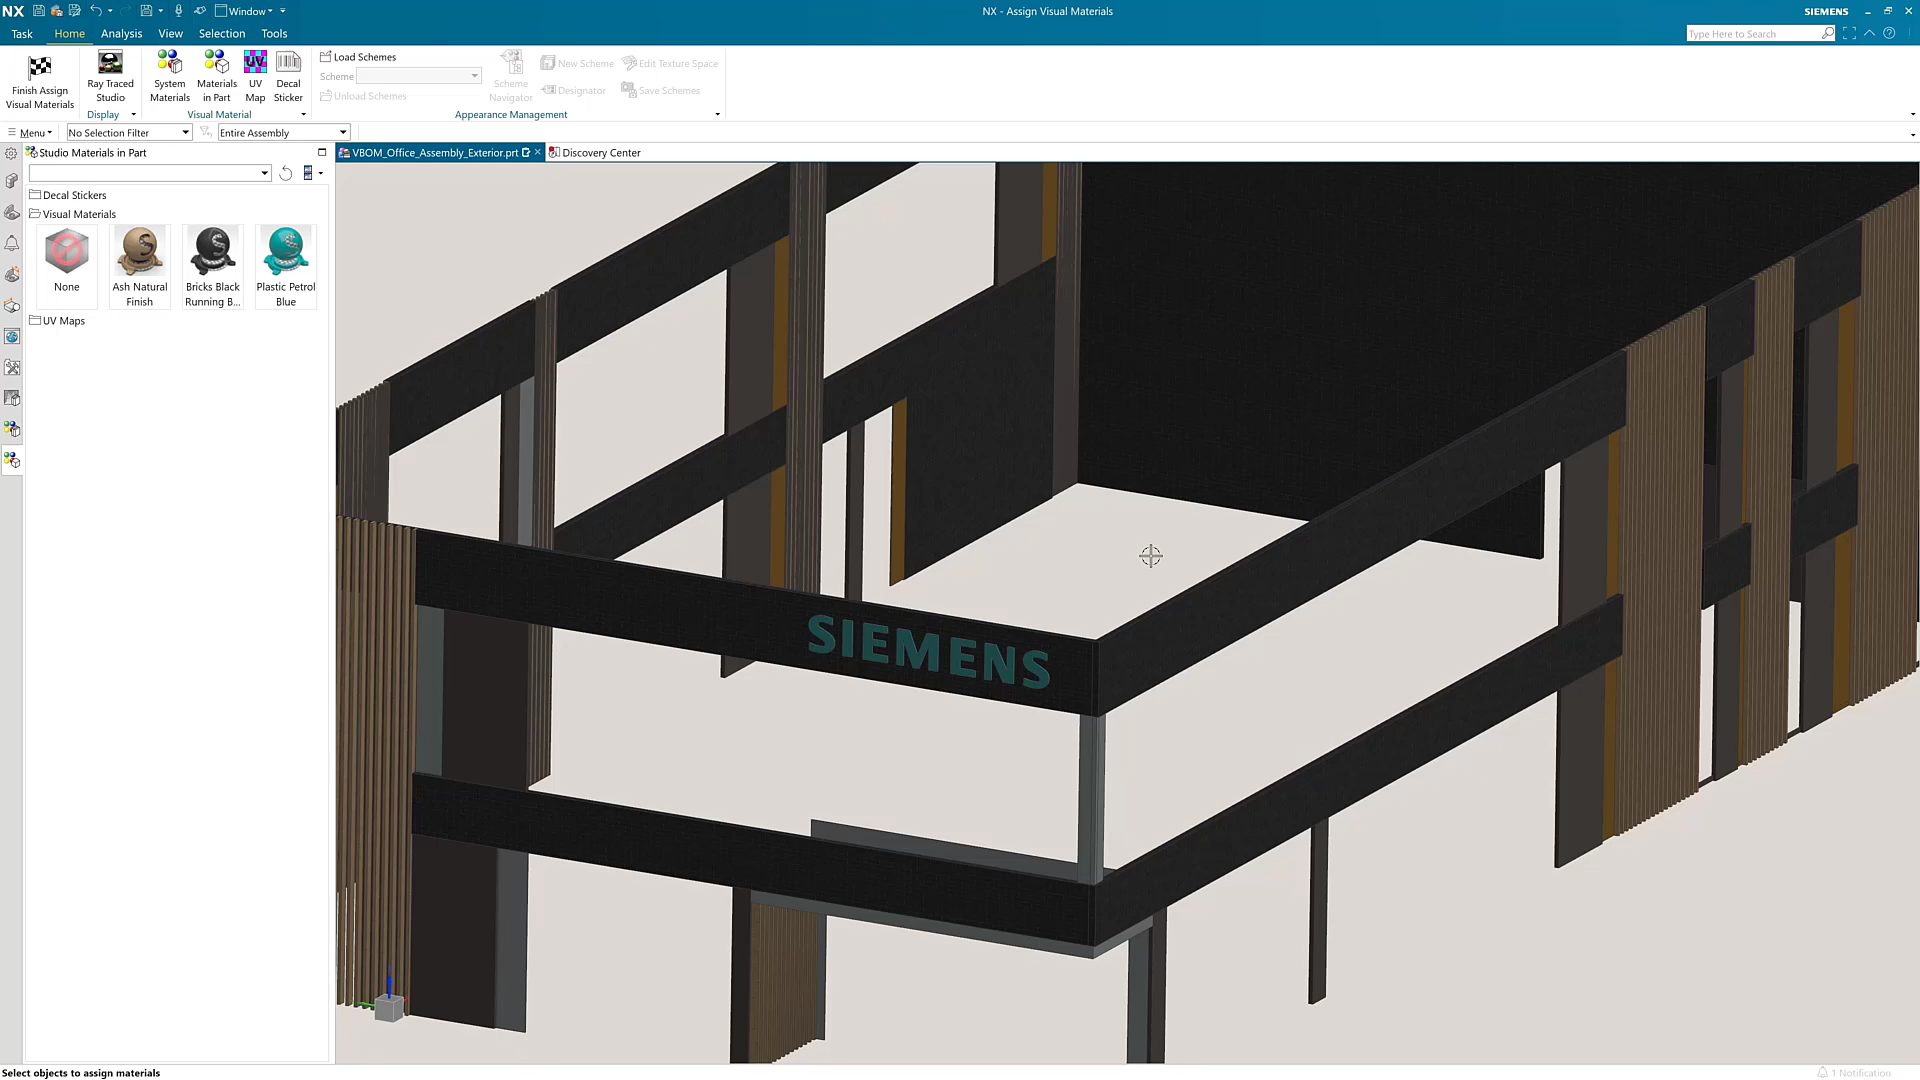 NX
Window
NX - Assign Visual Materials
SIEMENS
Task
Home
Analysis
View
Selection
Tools
Type Here to Search
Finish Assign
Visual Materials
Ray Traced
Studio
Display
System
Materials
Materials
in Part
UV
UV
Map
Decal
Sticker
Visual Material
Load Schemes
Scheme
Unload Schemes
Scheme
Navigator
New Scheme
Designator
Edit Texture Space
Save Schemes
Appearance Management
Menu
No Selection Filter
Entire Assembly
Studio Materials in Part
VBOM_Office_Assembly_Exterior.prt
Discovery Center
Decal Stickers
Visual Materials
None
Ash Natural
Finish
Bricks Black
Running B...
Plastic Petrol
Blue
UV Maps
SIEMENS
Select objects to assign materials
1 Notification